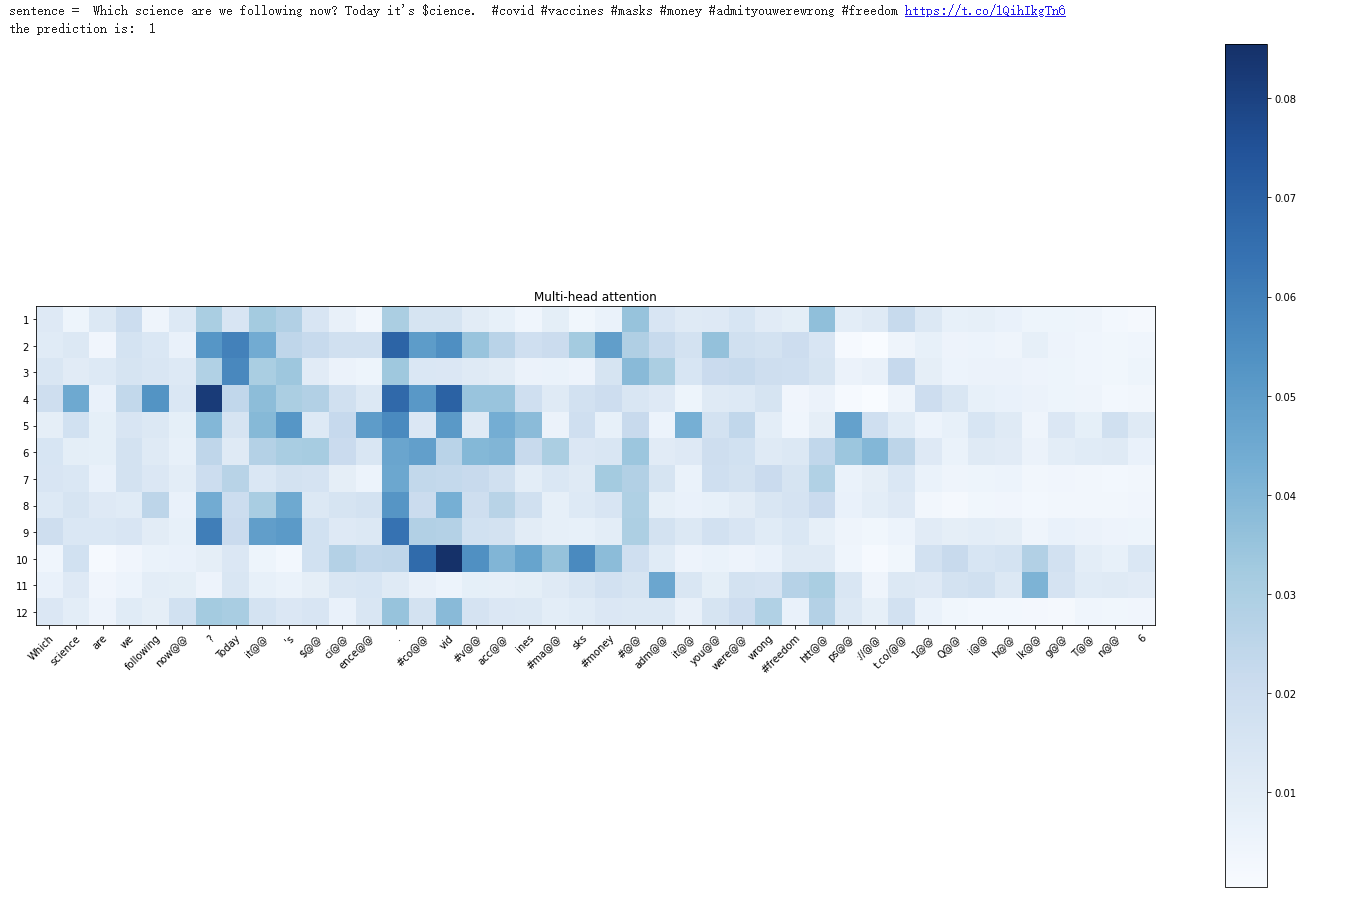 sentence =  Which science are we following now? Today it's $cience.  #covid #vaccines #masks #money #admityouwerewrong #freedom https://t.co/1QihIkgTn6
the prediction is:  1
Multi-head attention
1
2
3
4
5
6
7
8
9
10
11
12
Which
science
are
we
following
now@@
?
Today
it@@
's
$@@
ci@@
ence@@
.
#co@@
vid
#v@@
acc@@
ines
#ma@@
sks
#money
#@@
adm@@
it@@
you@@
were@@
wrong
#freedom
htt@@
ps@@
://@@
t.co/@@
1@@
Q@@
i@@
h@@
Ik@@
g@@
T@@
n@@
6
0.08
0.07
0.06
0.05
0.04
0.03
0.02
0.01